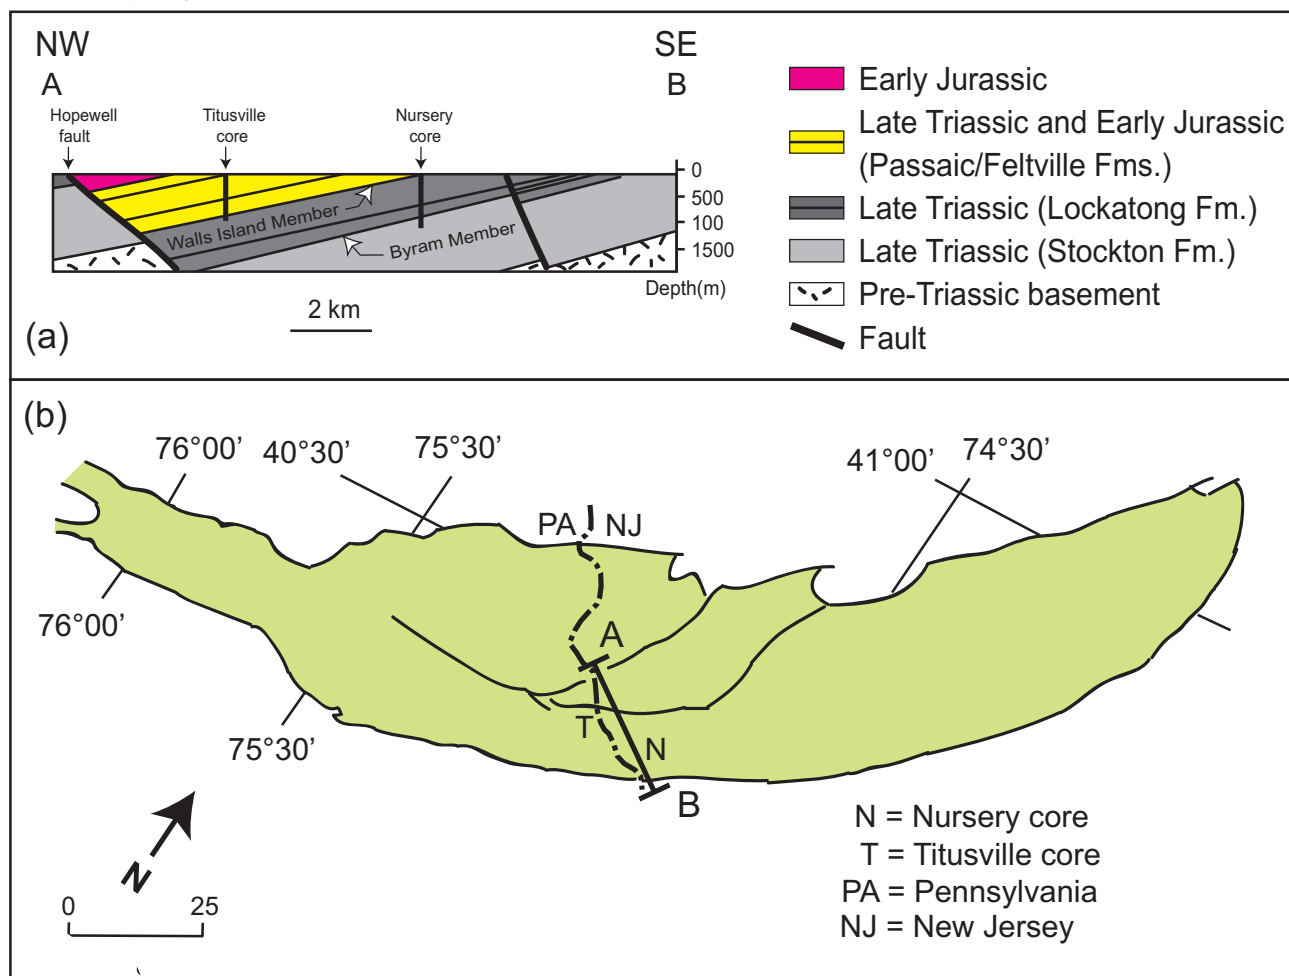 NW
SE
A
B
Hopewell
fault
Titusville
core
Nursery
core
0
500
100
1500
Depth(m)
Walls Island Member
Byram Member
2 km
(a)
Early Jurassic
Late Triassic and Early Jurassic
(Passaic/Feltville Fms.)
Late Triassic (Lockatong Fm.)
Late Triassic (Stockton Fm.)
Pre-Triassic basement
Fault
(b)
76°00’
40°30’
75°30’
41°00’
74°30’
PA
NJ
76°00’
A
T
N
75°30’
B
N
0
25
N = Nursery core
T = Titusville core
PA = Pennsylvania
NJ = New Jersey